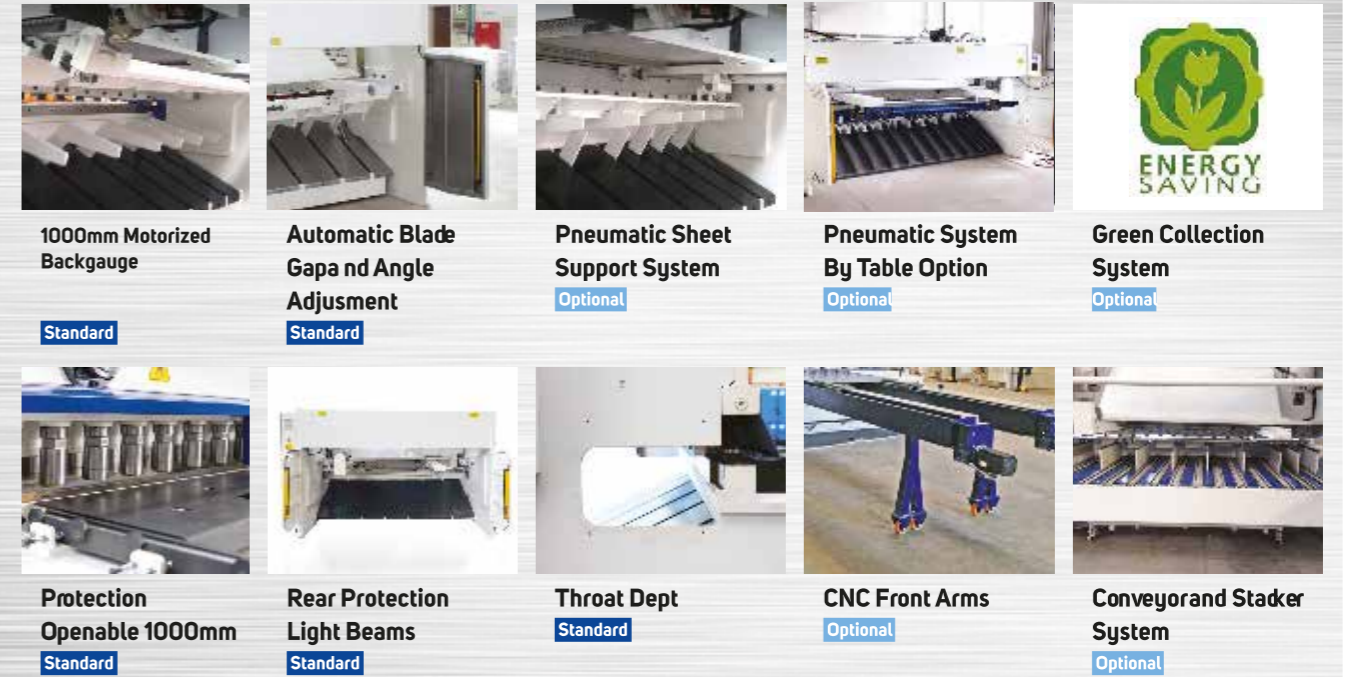 ENERGY
SAVING
1000mm Motorized
Backgauge
Standard
Automatic Blade
Gapa nd Angle
Adjusment
Standard
Pneumatic Sheet
Support System
Optional
Pneumatic System
By Table Option
Optional
Green Collection
System
Optional
Protection
Openable 1000mm
Standard
Rear Protection
Light Beams
Standard
Throat Dept
Standard
CNC Front Arms
Optional
Conveyorand Stacker
System
Optional